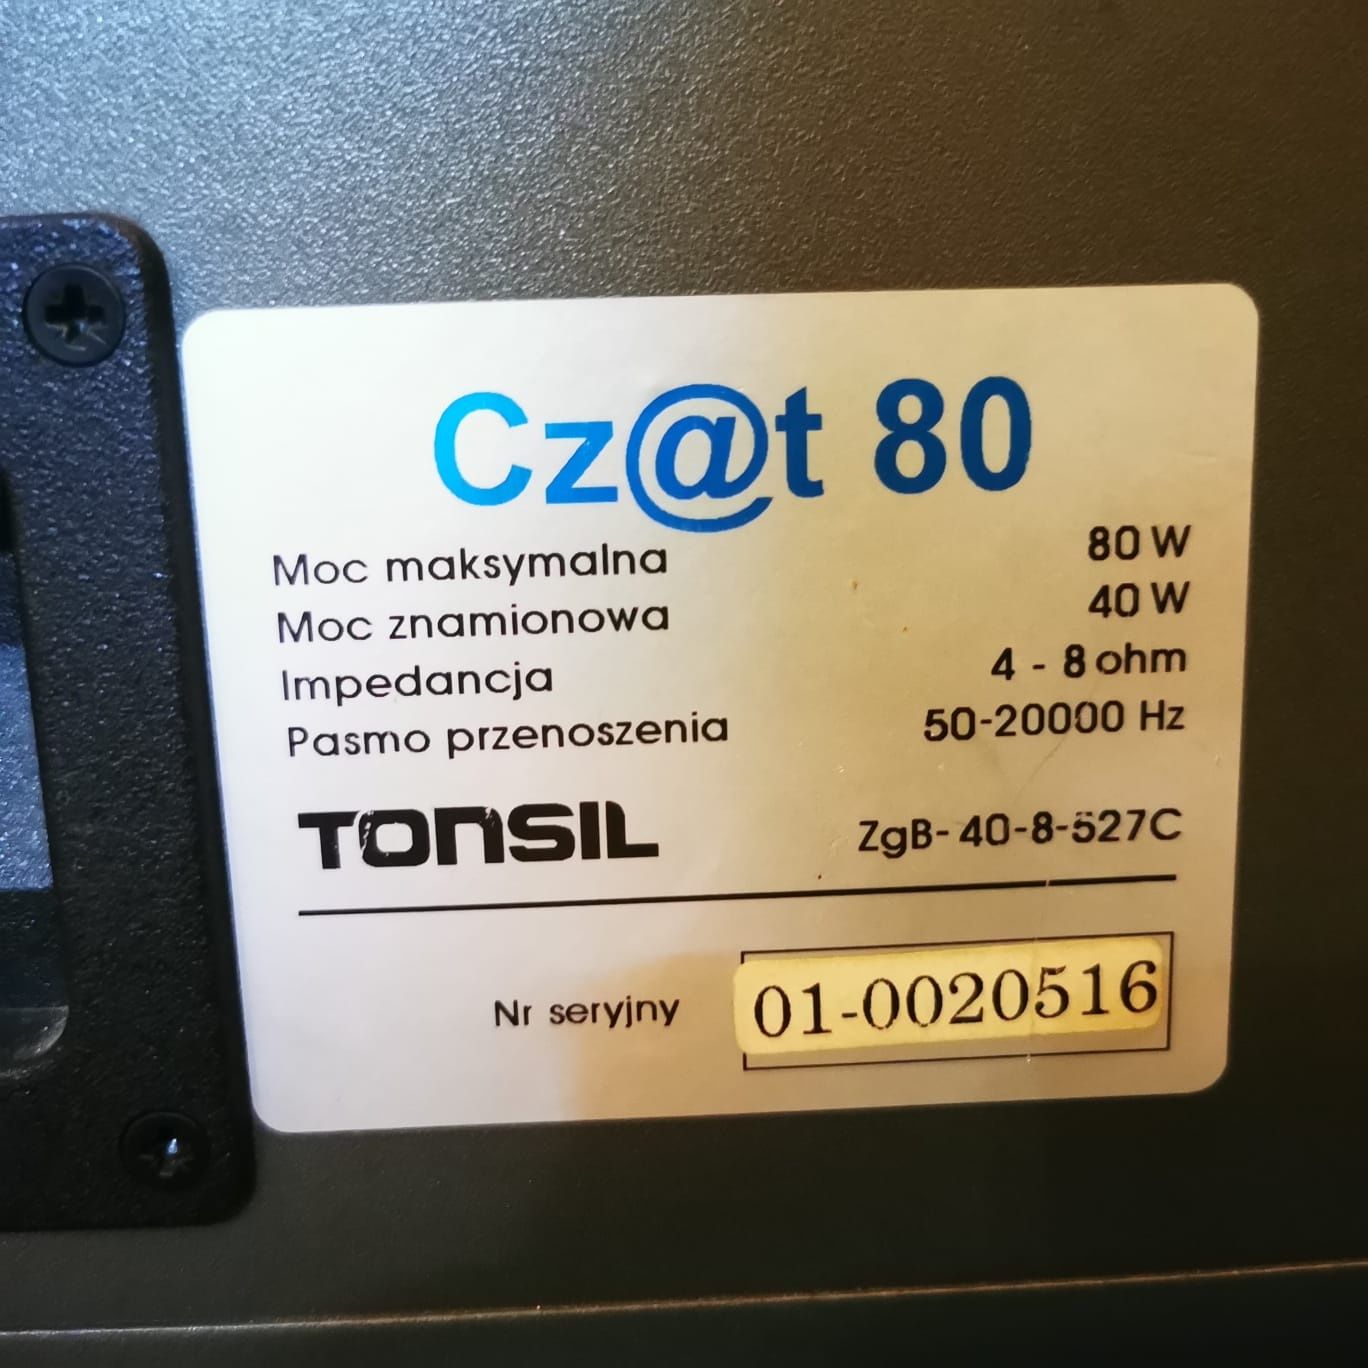 Cz@t 80
Moc maksymalna 80 W
Moc znamionowa 40 W
Impedancja 4 - 8 ohm
Pasmo przenoszenia 50-20000 Hz
TONSIL ZgB- 40-8-527C
Nr seryjny 01-0020516